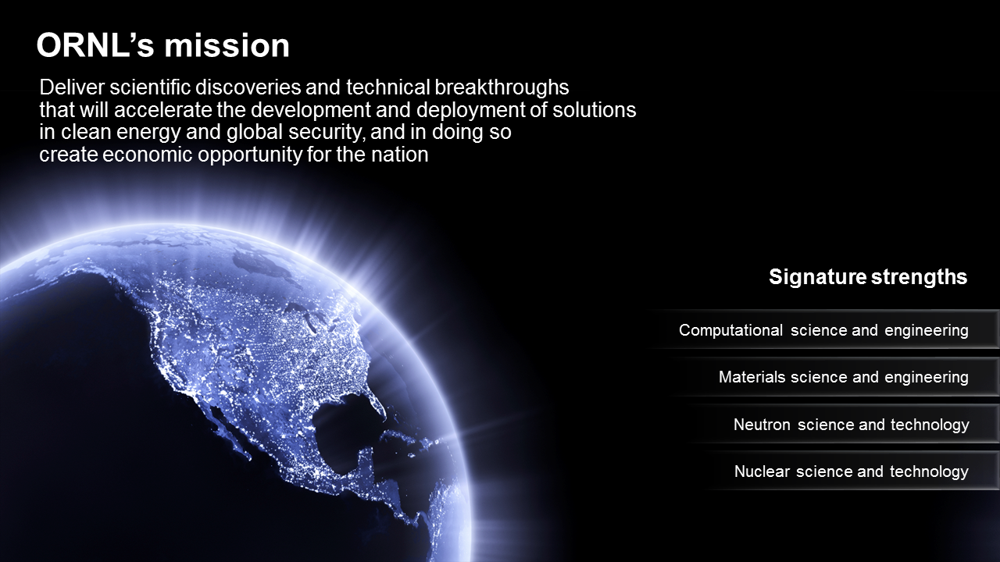 ORNL’s mission
Deliver scientific discoveries and technical breakthroughs
that will accelerate the development and deployment of solutions
in clean energy and global security, and in doing so
create economic opportunity for the nation
Signature strengths
Computational science and engineering
Materials science and engineering
Neutron science and technology
Nuclear science and technology